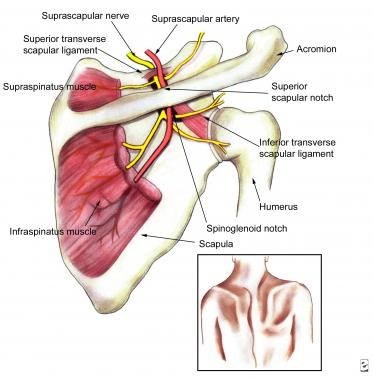 Suprascapular nerve
Suprascapular artery
Superior transverse
scapular ligament
Acromion
Supraspinatus muscle
Superior
scapular notch
Inferior transverse
scapular ligament
Humerus
Spinoglenoid notch
Infraspinatus muscle
Scapula